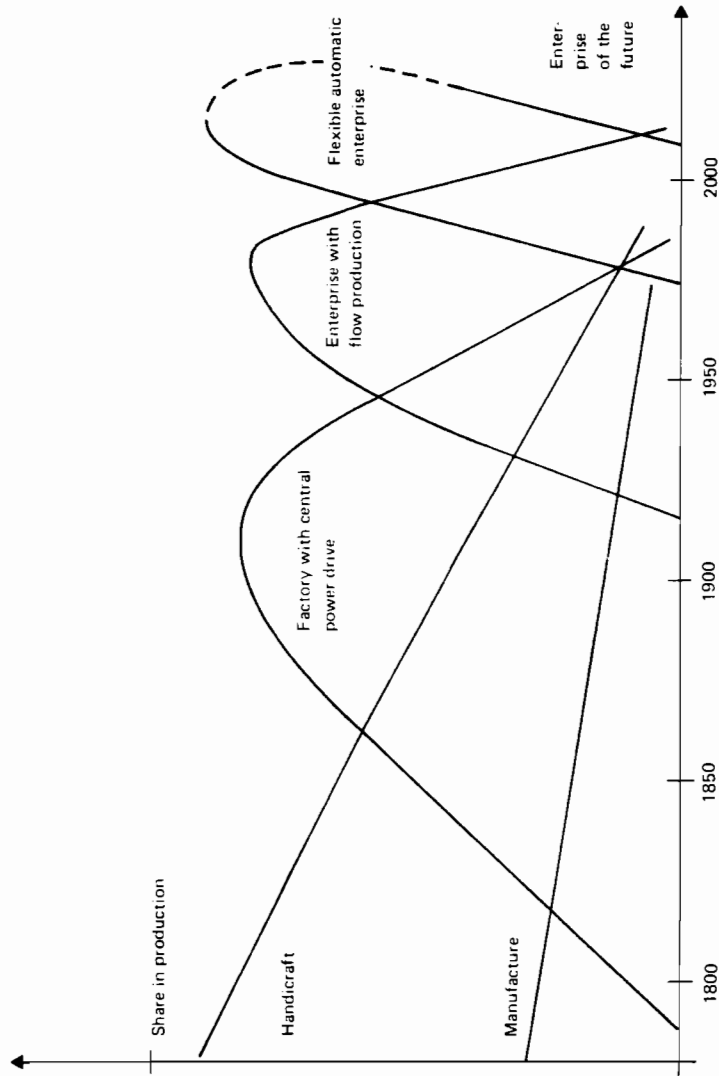 Share in production
Handicraft
Manufacture
Factory with central
power drive
Enterprise with
flow production
Flexible automatic
enterprise
Enter-
prise
of the
future
1800
1850
1900
1950
2000